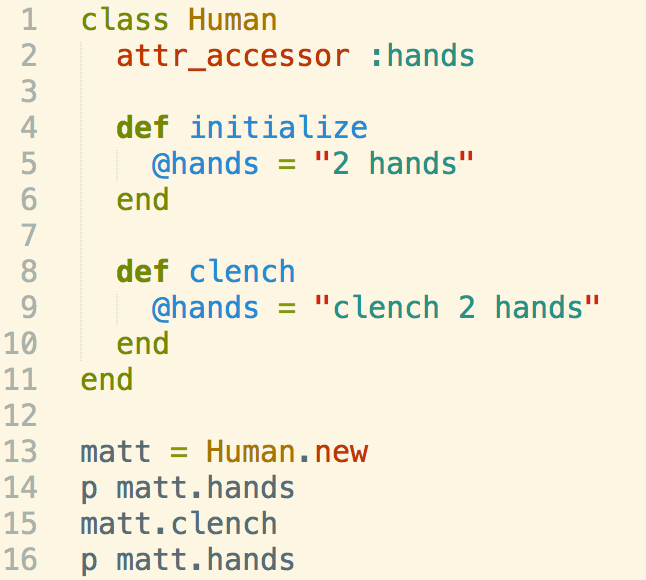 1 class Human
2   attr_accessor :hands
3
4   def initialize
5     @hands = "2 hands"
6   end
7
8   def clench
9     @hands = "clench 2 hands"
10   end
11 end
12
13 matt = Human.new
14 p matt.hands
15 matt.clench
16 p matt.hands